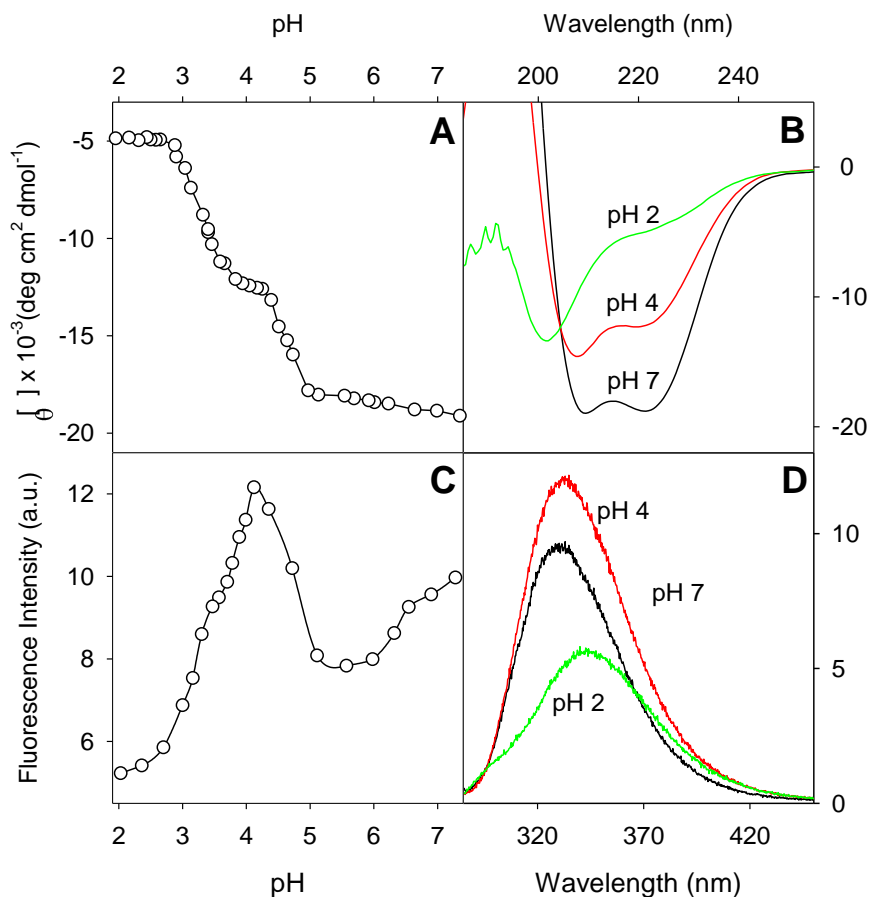 pH
Wavelength (nm)
2 3 4 5 6 7
200 220 240
-5
-10
-15
-20
[θ] x 10⁻³(deg cm² dmol⁻¹
A
B
pH 2
pH 4
pH 7
0
-10
-20
12
10
8
6
Fluorescence Intensity (a.u.)
C
D
pH 4
pH 7
pH 2
10
5
0
2 3 4 5 6 7
320 370 420
pH
Wavelength (nm)